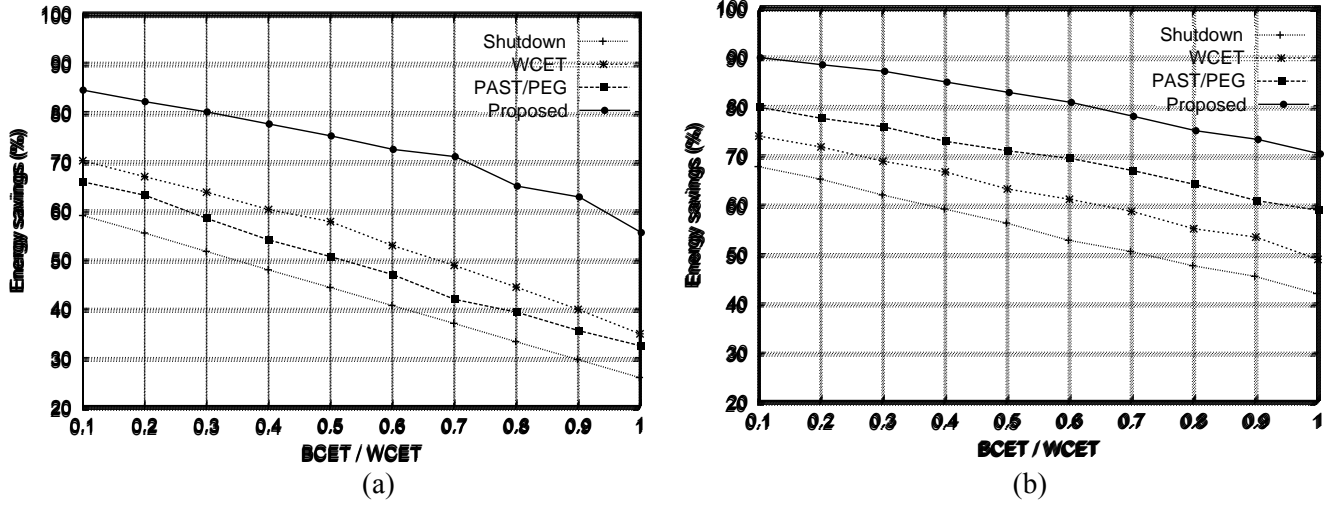 100
90
80
70
60
50
40
30
20
Energy savings (%)
Shutdown
WCET
PAST/PEG
Proposed
0.1 0.2 0.3 0.4 0.5 0.6 0.7 0.8 0.9 1
BCET / WCET
(a)
100
90
80
70
60
50
40
30
20
Energy savings (%)
Shutdown
WCET
PAST/PEG
Proposed
0.1 0.2 0.3 0.4 0.5 0.6 0.7 0.8 0.9 1
BCET / WCET
(b)